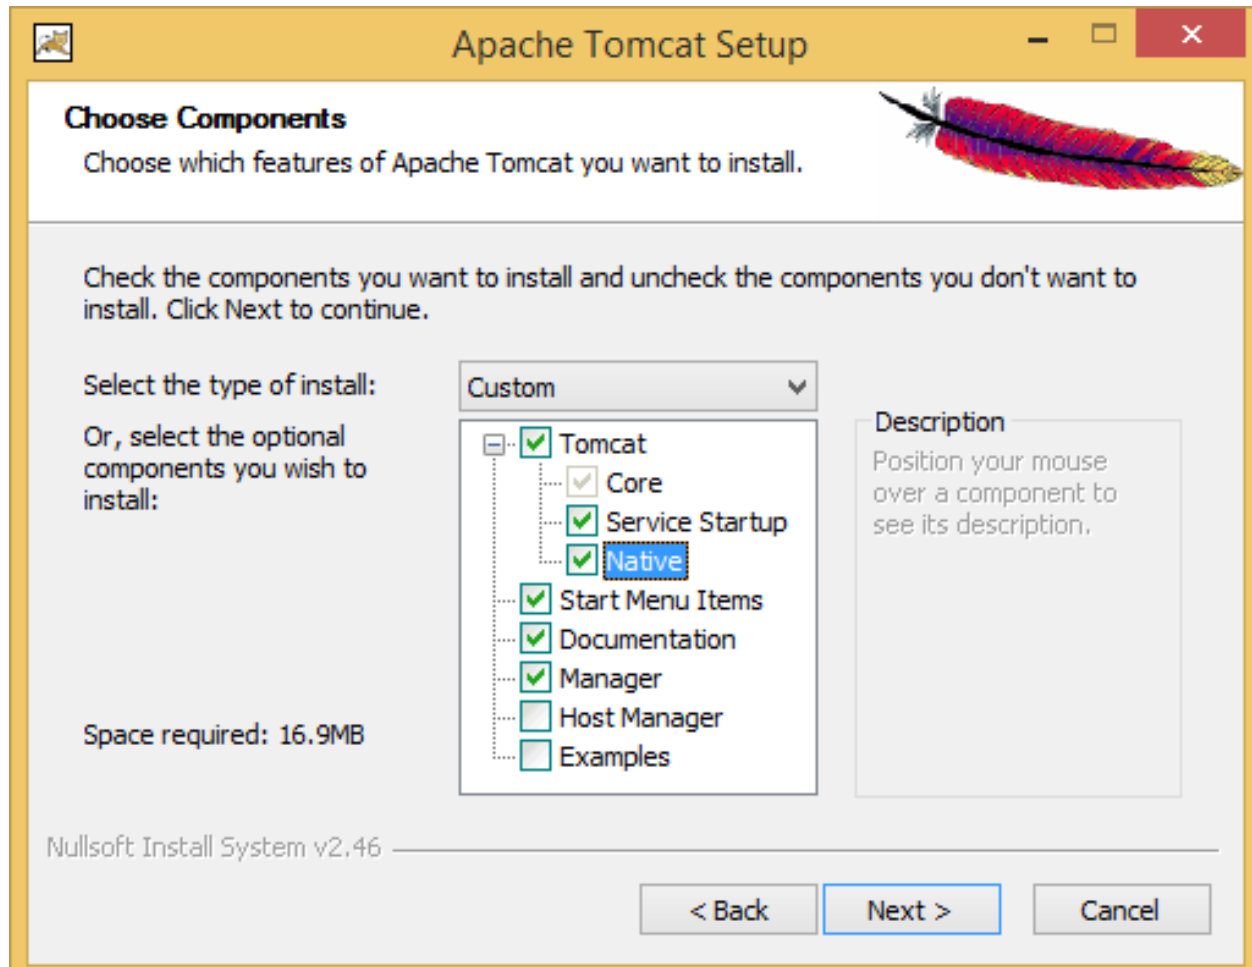 Apache Tomcat Setup
Choose Components
Choose which features of Apache Tomcat you want to install.
Check the components you want to install and uncheck the components you don't want to
install. Click Next to continue.
Select the type of install:
Custom
Or, select the optional
components you wish to
install:
Tomcat
Core
Service Startup
Native
Start Menu Items
Documentation
Manager
Host Manager
Examples
Description
Position your mouse
over a component to
see its description.
Space required: 16.9MB
Nullsoft Install System v2.46
< Back
Next >
Cancel